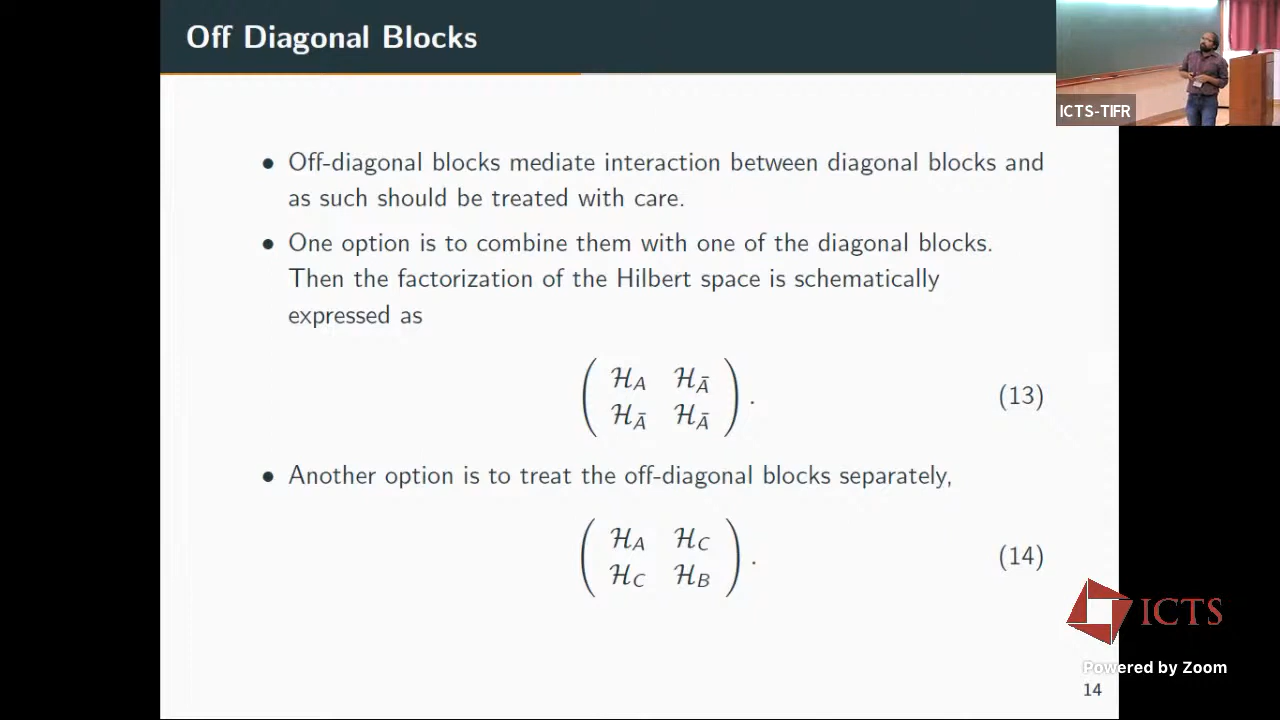 Off Diagonal Blocks
ICTS-TIFR
• Off-diagonal blocks mediate interaction between diagonal blocks and
as such should be treated with care.
• One option is to combine them with one of the diagonal blocks.
Then the factorization of the Hilbert space is schematically
expressed as
( ℋ_A ℋ_Ā
ℋ_Ā ℋ_Ā ) . (13)
• Another option is to treat the off-diagonal blocks separately,
( ℋ_A ℋ_C
ℋ_C ℋ_B ) . (14)
ICTS
Powered by Zoom
14